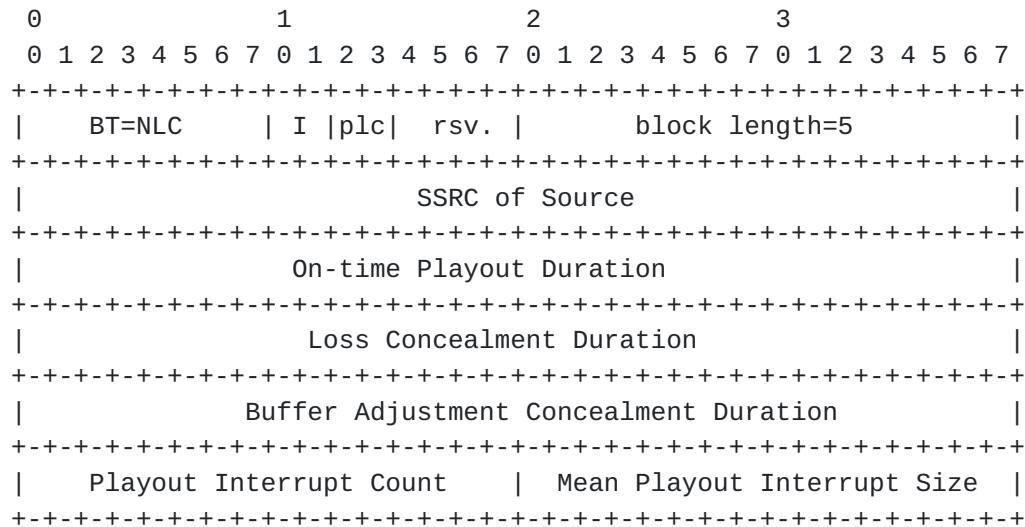 0               1               2               3
 0 1 2 3 4 5 6 7 0 1 2 3 4 5 6 7 0 1 2 3 4 5 6 7 0 1 2 3 4 5 6 7
+-+-+-+-+-+-+-+-+-+-+-+-+-+-+-+-+-+-+-+-+-+-+-+-+-+-+-+-+-+-+-+-+
|    BT=NLC     | I |plc|  rsv. |       block length=5          |
+-+-+-+-+-+-+-+-+-+-+-+-+-+-+-+-+-+-+-+-+-+-+-+-+-+-+-+-+-+-+-+-+
|                         SSRC of Source                        |
+-+-+-+-+-+-+-+-+-+-+-+-+-+-+-+-+-+-+-+-+-+-+-+-+-+-+-+-+-+-+-+-+
|                 On-time Playout Duration                      |
+-+-+-+-+-+-+-+-+-+-+-+-+-+-+-+-+-+-+-+-+-+-+-+-+-+-+-+-+-+-+-+-+
|                  Loss Concealment Duration                    |
+-+-+-+-+-+-+-+-+-+-+-+-+-+-+-+-+-+-+-+-+-+-+-+-+-+-+-+-+-+-+-+-+
|              Buffer Adjustment Concealment Duration           |
+-+-+-+-+-+-+-+-+-+-+-+-+-+-+-+-+-+-+-+-+-+-+-+-+-+-+-+-+-+-+-+-+
|    Playout Interrupt Count    |  Mean Playout Interrupt Size  |
+-+-+-+-+-+-+-+-+-+-+-+-+-+-+-+-+-+-+-+-+-+-+-+-+-+-+-+-+-+-+-+-+